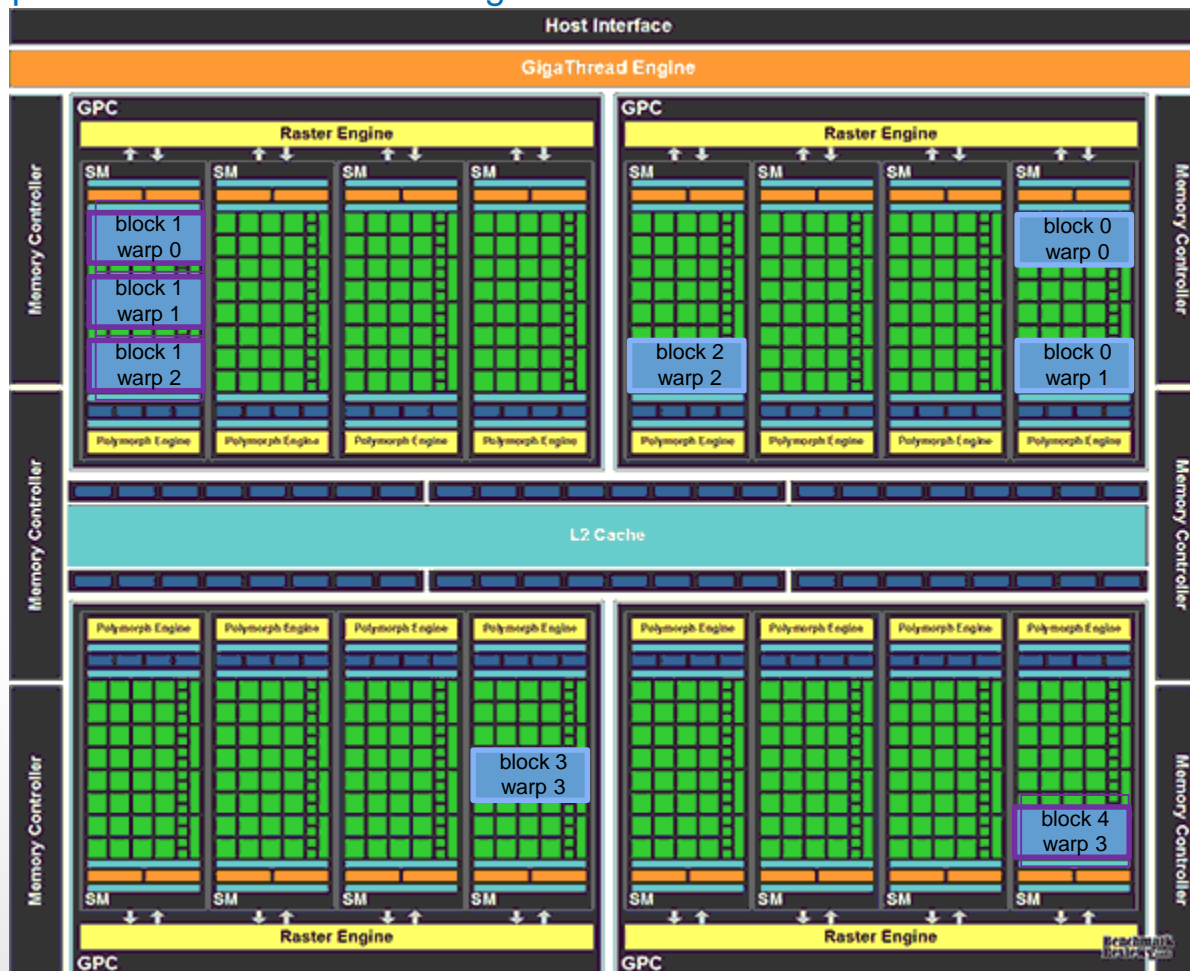 Host Interface
GigaThread Engine
Memory Controller
Memory Controller
Memory Controller
Memory Controller
Memory Controller
Memory Controller
GPC
Raster Engine
SM
SM
SM
SM
block 1
warp 0
block 1
warp 1
block 1
warp 2
Polymorph Engine
Polymorph Engine
Polymorph Engine
Polymorph Engine
GPC
Raster Engine
SM
SM
SM
SM
block 0
warp 0
block 2
warp 2
block 0
warp 1
Polymorph Engine
Polymorph Engine
Polymorph Engine
Polymorph Engine
L2 Cache
Polymorph Engine
Polymorph Engine
Polymorph Engine
Polymorph Engine
block 3
warp 3
SM
SM
SM
SM
Raster Engine
GPC
Polymorph Engine
Polymorph Engine
Polymorph Engine
Polymorph Engine
block 4
warp 3
SM
SM
SM
SM
Raster Engine
GPC
Benchmark